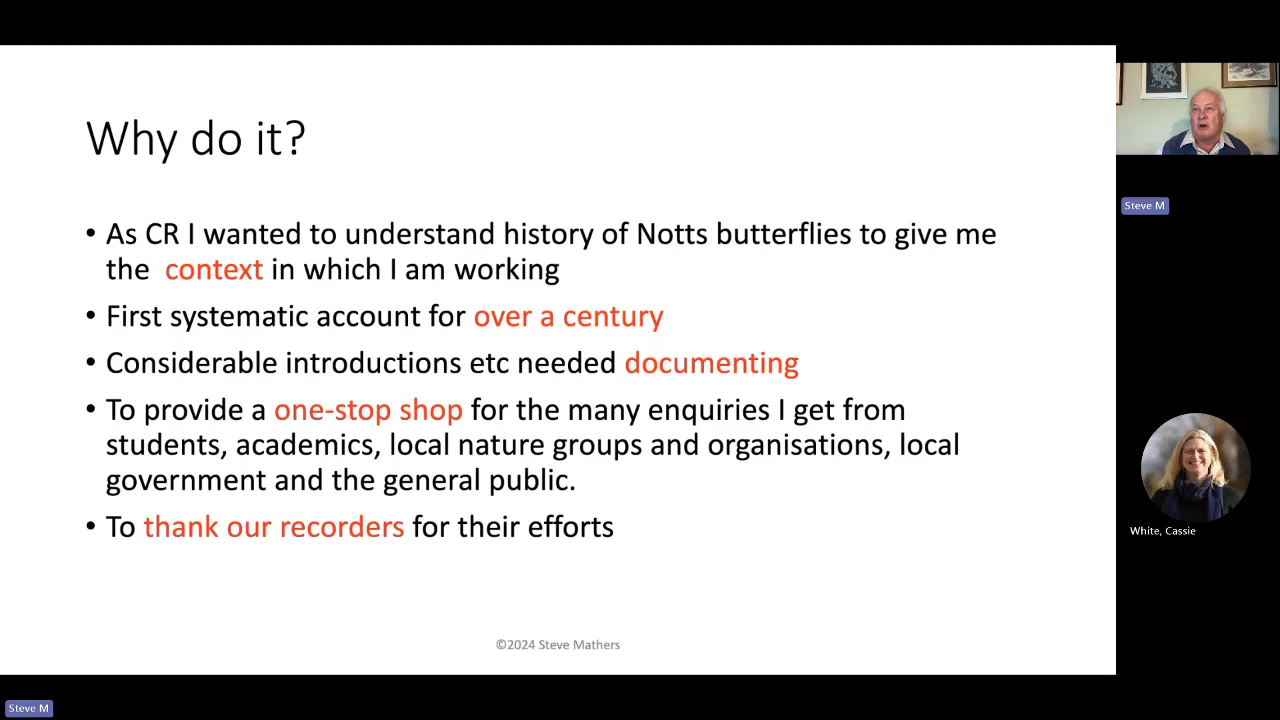 Why do it?
• As CR I wanted to understand history of Notts butterflies to give me
the context in which I am working
• First systematic account for over a century
• Considerable introductions etc needed documenting
• To provide a one-stop shop for the many enquiries I get from
students, academics, local nature groups and organisations, local
government and the general public.
• To thank our recorders for their efforts
©2024 Steve Mathers
Steve M
White, Cassie
Steve M